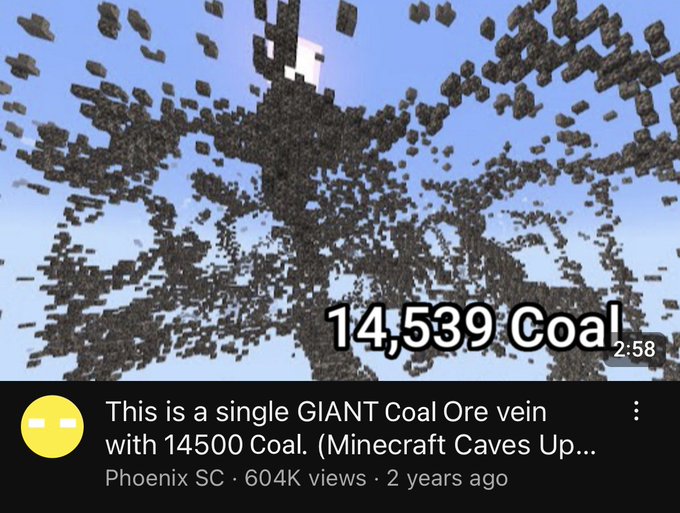 14,539 Coal
2:58
This is a single GIANT Coal Ore vein
with 14500 Coal. (Minecraft Caves Up...
Phoenix SC · 604K views · 2 years ago